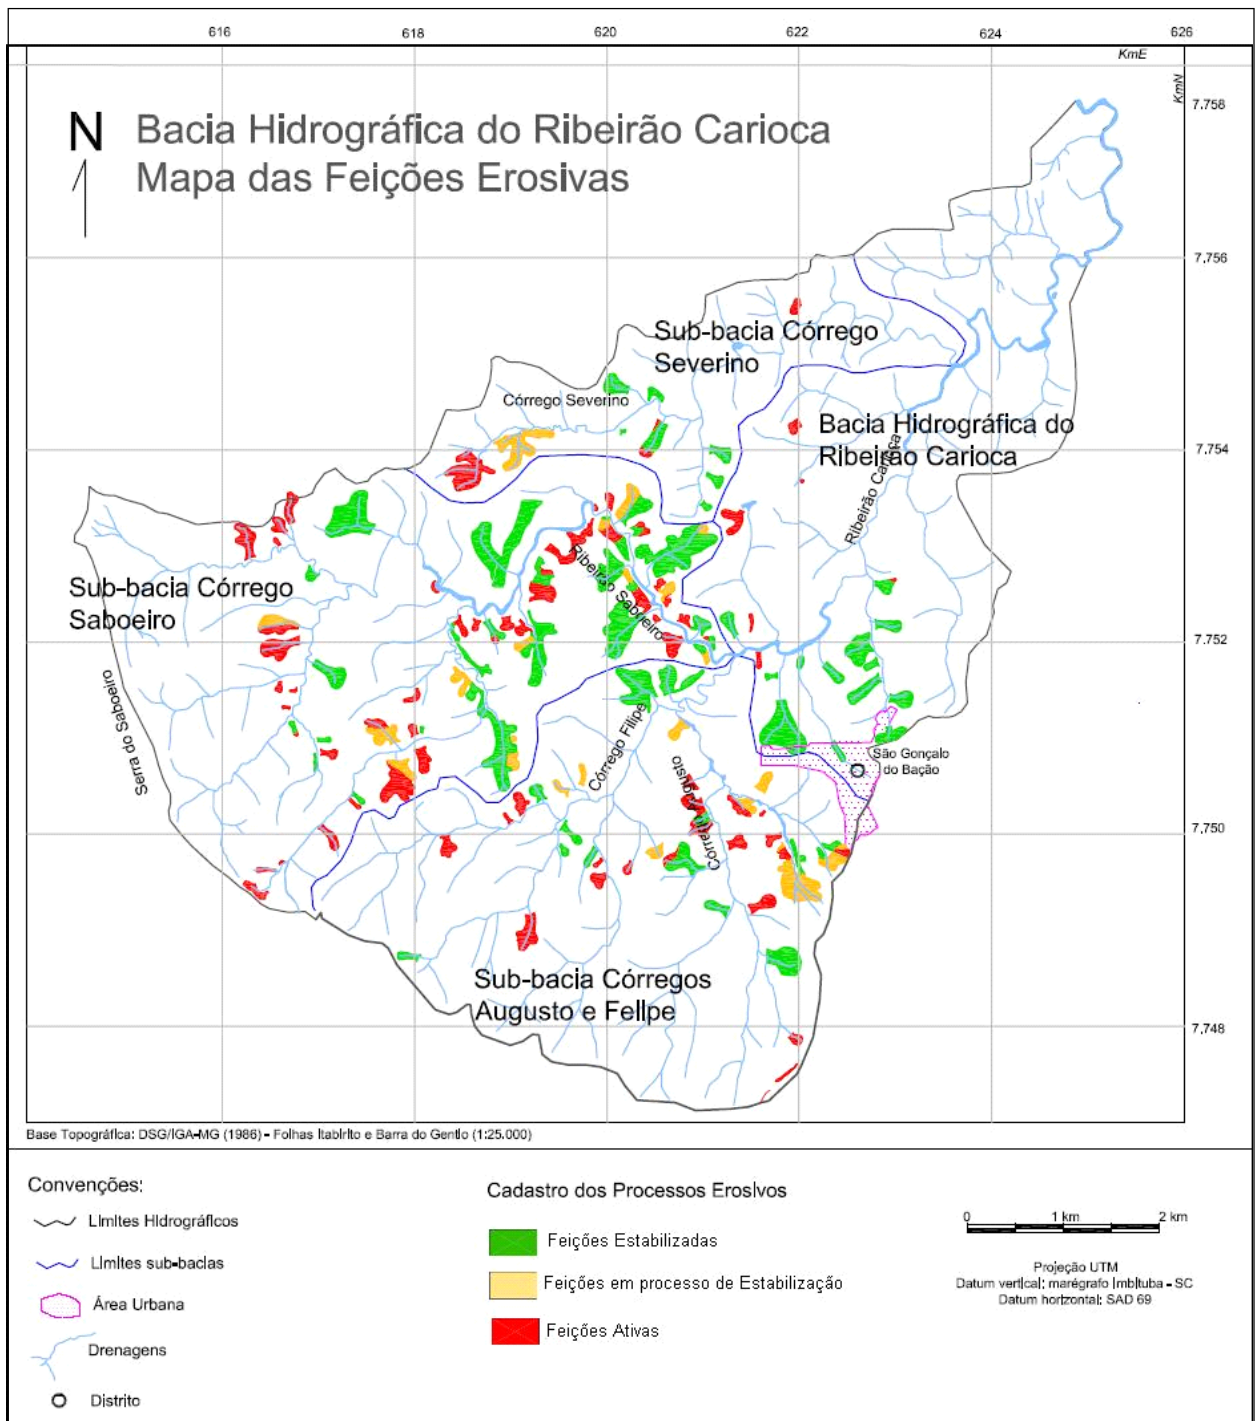 616 618 620 622 624 626
KmE
KmN
7,758
N
Bacia Hidrográfica do Ribeirão Carioca
Mapa das Feições Erosivas
7,756
Sub-bacia Córrego
Severino
Córrego Severino
Bacia Hidrográfica do
Ribeirão Carioca
7,754
Ribeirão Carioca
Ribeirão Saboeiro
Sub-bacia Córrego
Saboeiro
7,752
Serra do Saboeiro
Córrego Filipe
Córrego Augusto
São Gonçalo
do Bação
7,750
Sub-bacia Córregos
Augusto e Felipe
7,748
Base Topográfica: DSG/IGA-MG (1986) - Folhas Itabirito e Barra do Gentio (1:25.000)
Convenções:
Limites Hidrográficos
Limites sub-bacias
Área Urbana
Drenagens
Distrito
Cadastro dos Processos Erosivos
Feições Estabilizadas
Feições em processo de Estabilização
Feições Ativas
0 1 km 2 km
Projeção UTM
Datum vertical: marégrafo Imbituba - SC
Datum horizontal: SAD 69